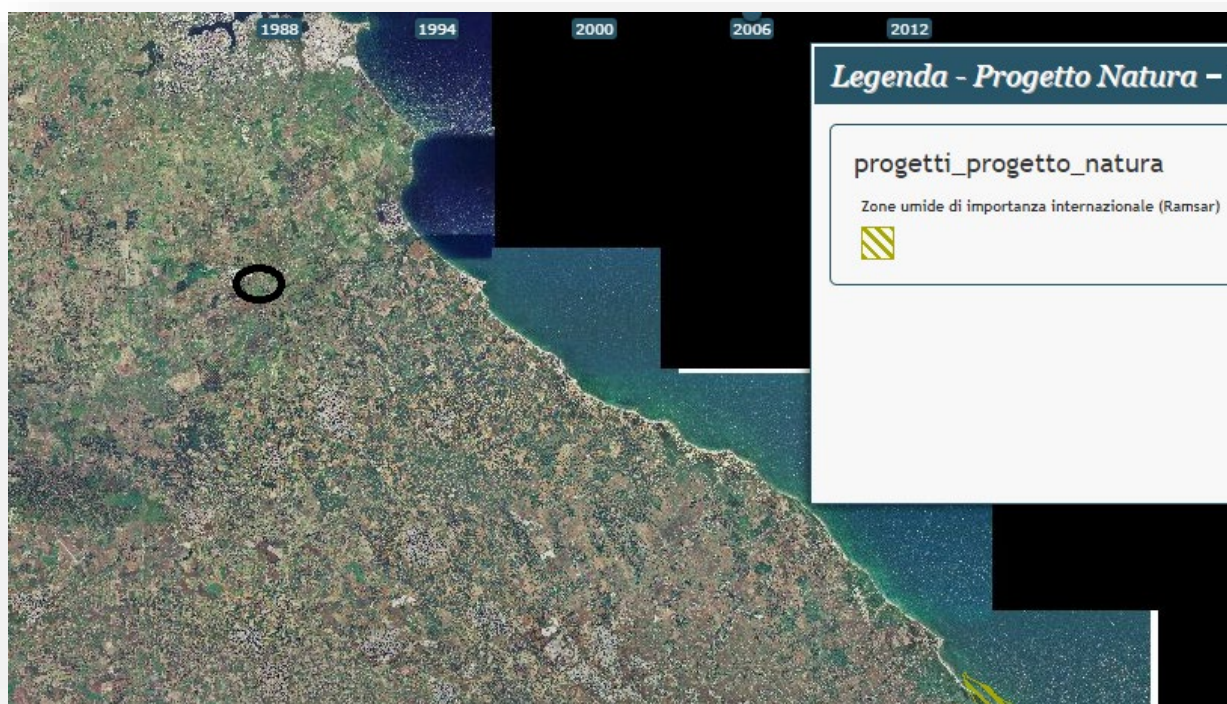 1988 1994 2000 2006 2012
Legenda - Progetto Natura –
progetti_progetto_natura
Zone umide di importanza internazionale (Ramsar)